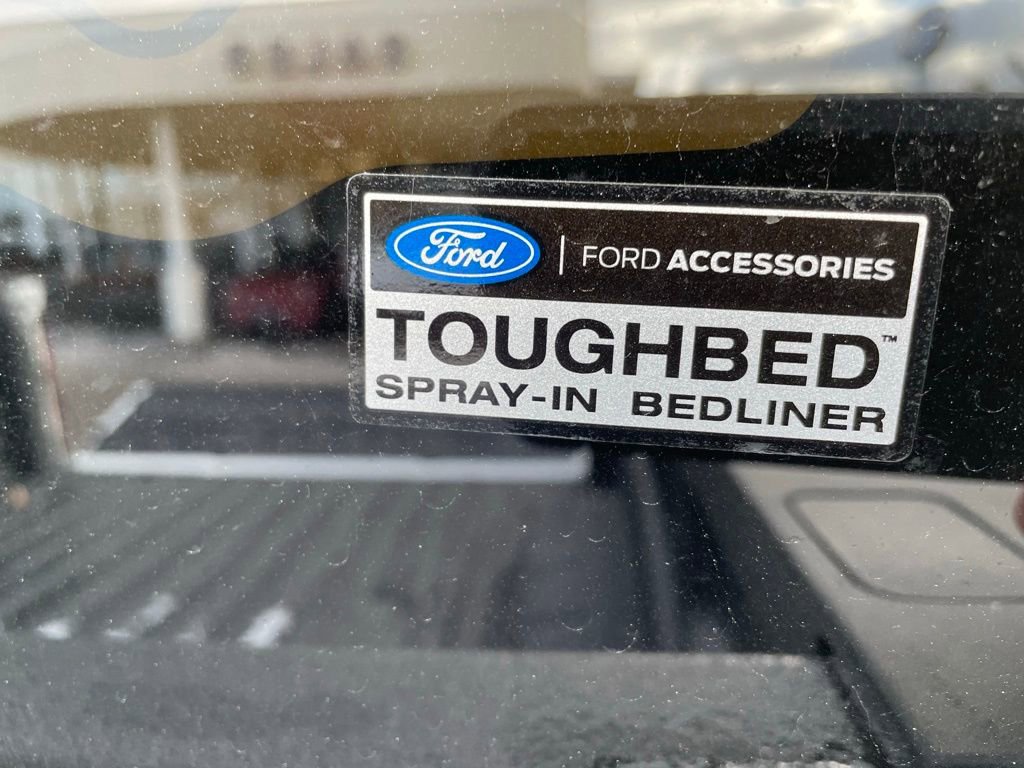 Ford | FORD ACCESSORIES
TOUGHBED™
SPRAY-IN BEDLINER